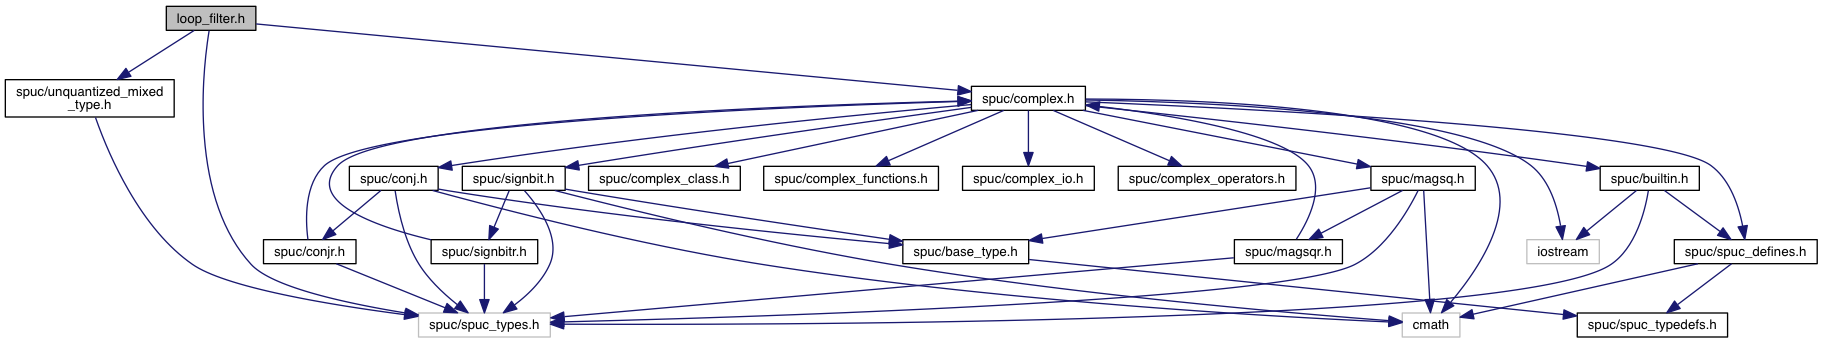 loop_filter.h
spuc/unquantized_mixed
_type.h
spuc/complex.h
spuc/conj.h
spuc/signbit.h
spuc/complex_class.h
spuc/complex_functions.h
spuc/complex_io.h
spuc/complex_operators.h
spuc/magsq.h
spuc/builtin.h
spuc/conjr.h
spuc/signbitr.h
spuc/base_type.h
spuc/magsqr.h
iostream
spuc/spuc_defines.h
spuc/spuc_types.h
cmath
spuc/spuc_typedefs.h